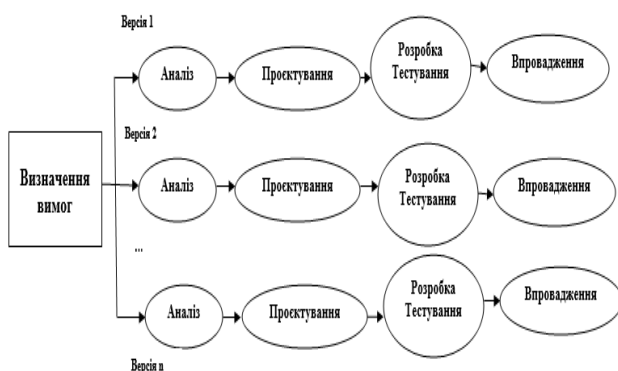 Версія 1
Аналіз
Проєктування
Розробка
Тестування
Впровадження
Визначення
вимог
Версія 2
Аналіз
Проєктування
Розробка
Тестування
Впровадження
...
Аналіз
Проєктування
Розробка
Тестування
Впровадження
Версія n